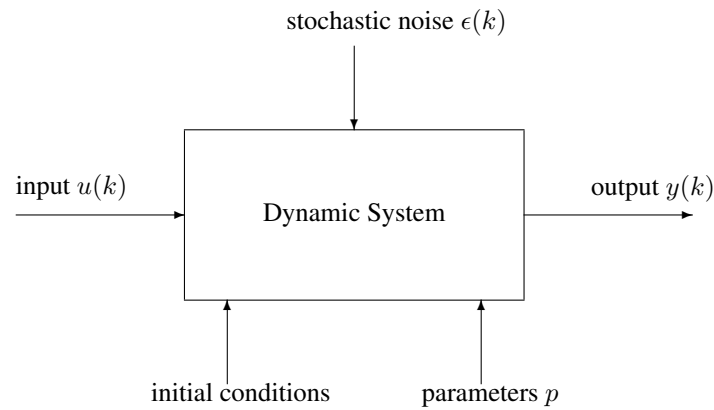 stochastic noise ϵ(k)
input u(k)
output y(k)
Dynamic System
initial conditions
parameters p